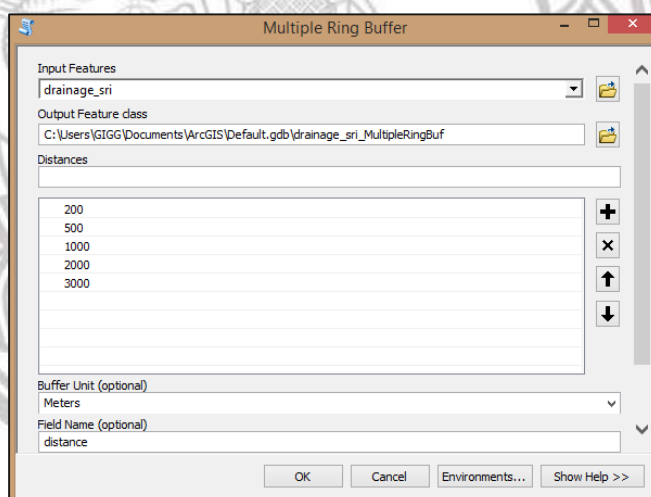 Multiple Ring Buffer
Input Features
drainage_sri
Output Feature class
C:\Users\GIGG\Documents\ArcGIS\Default.gdb\drainage_sri_MultipleRingBuf
Distances
200
500
1000
2000
3000
Buffer Unit (optional)
Meters
Field Name (optional)
distance
OK
Cancel
Environments...
Show Help >>